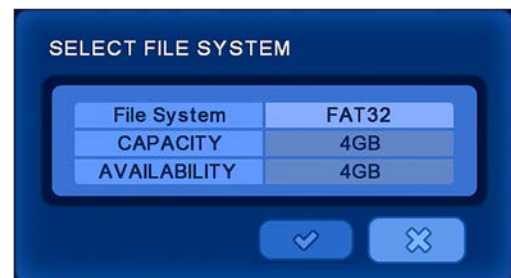 SELECT FILE SYSTEM
File System FAT32
CAPACITY 4GB
AVAILABILITY 4GB